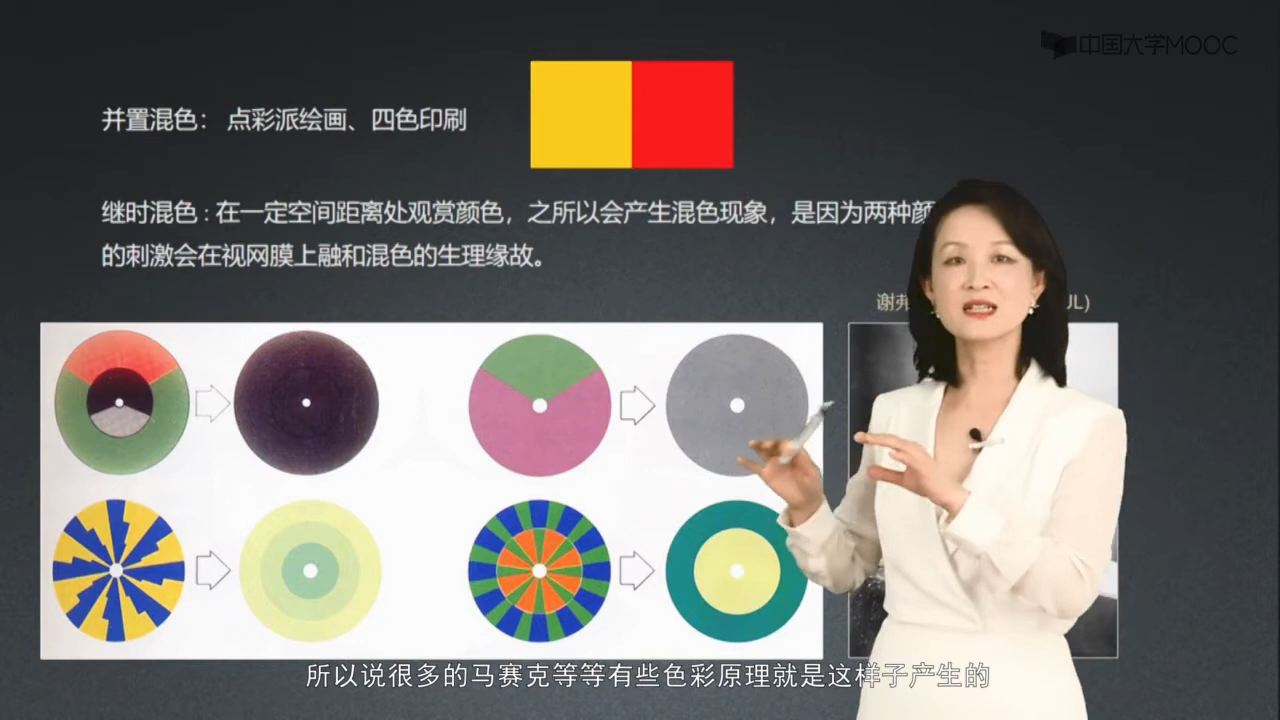 中国大学MOOC
并置混色： 点彩派绘画、四色印刷
继时混色：在一定空间距离处观赏颜色，之所以会产生混色现象，是因为两种颜
的刺激会在视网膜上融和混色的生理缘故。
谢弗 UL)
所以说很多的马赛克等等有些色彩原理就是这样子产生的